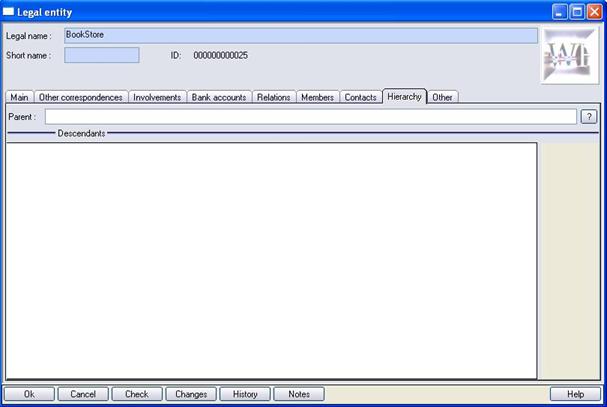 Legal entity
Legal name : BookStore
Short name : ID: 000000000025
Main Other correspondences Involvements Bank accounts Relations Members Contacts Hierarchy Other
Parent : ?
Descendants
Ok Cancel Check Changes History Notes Help